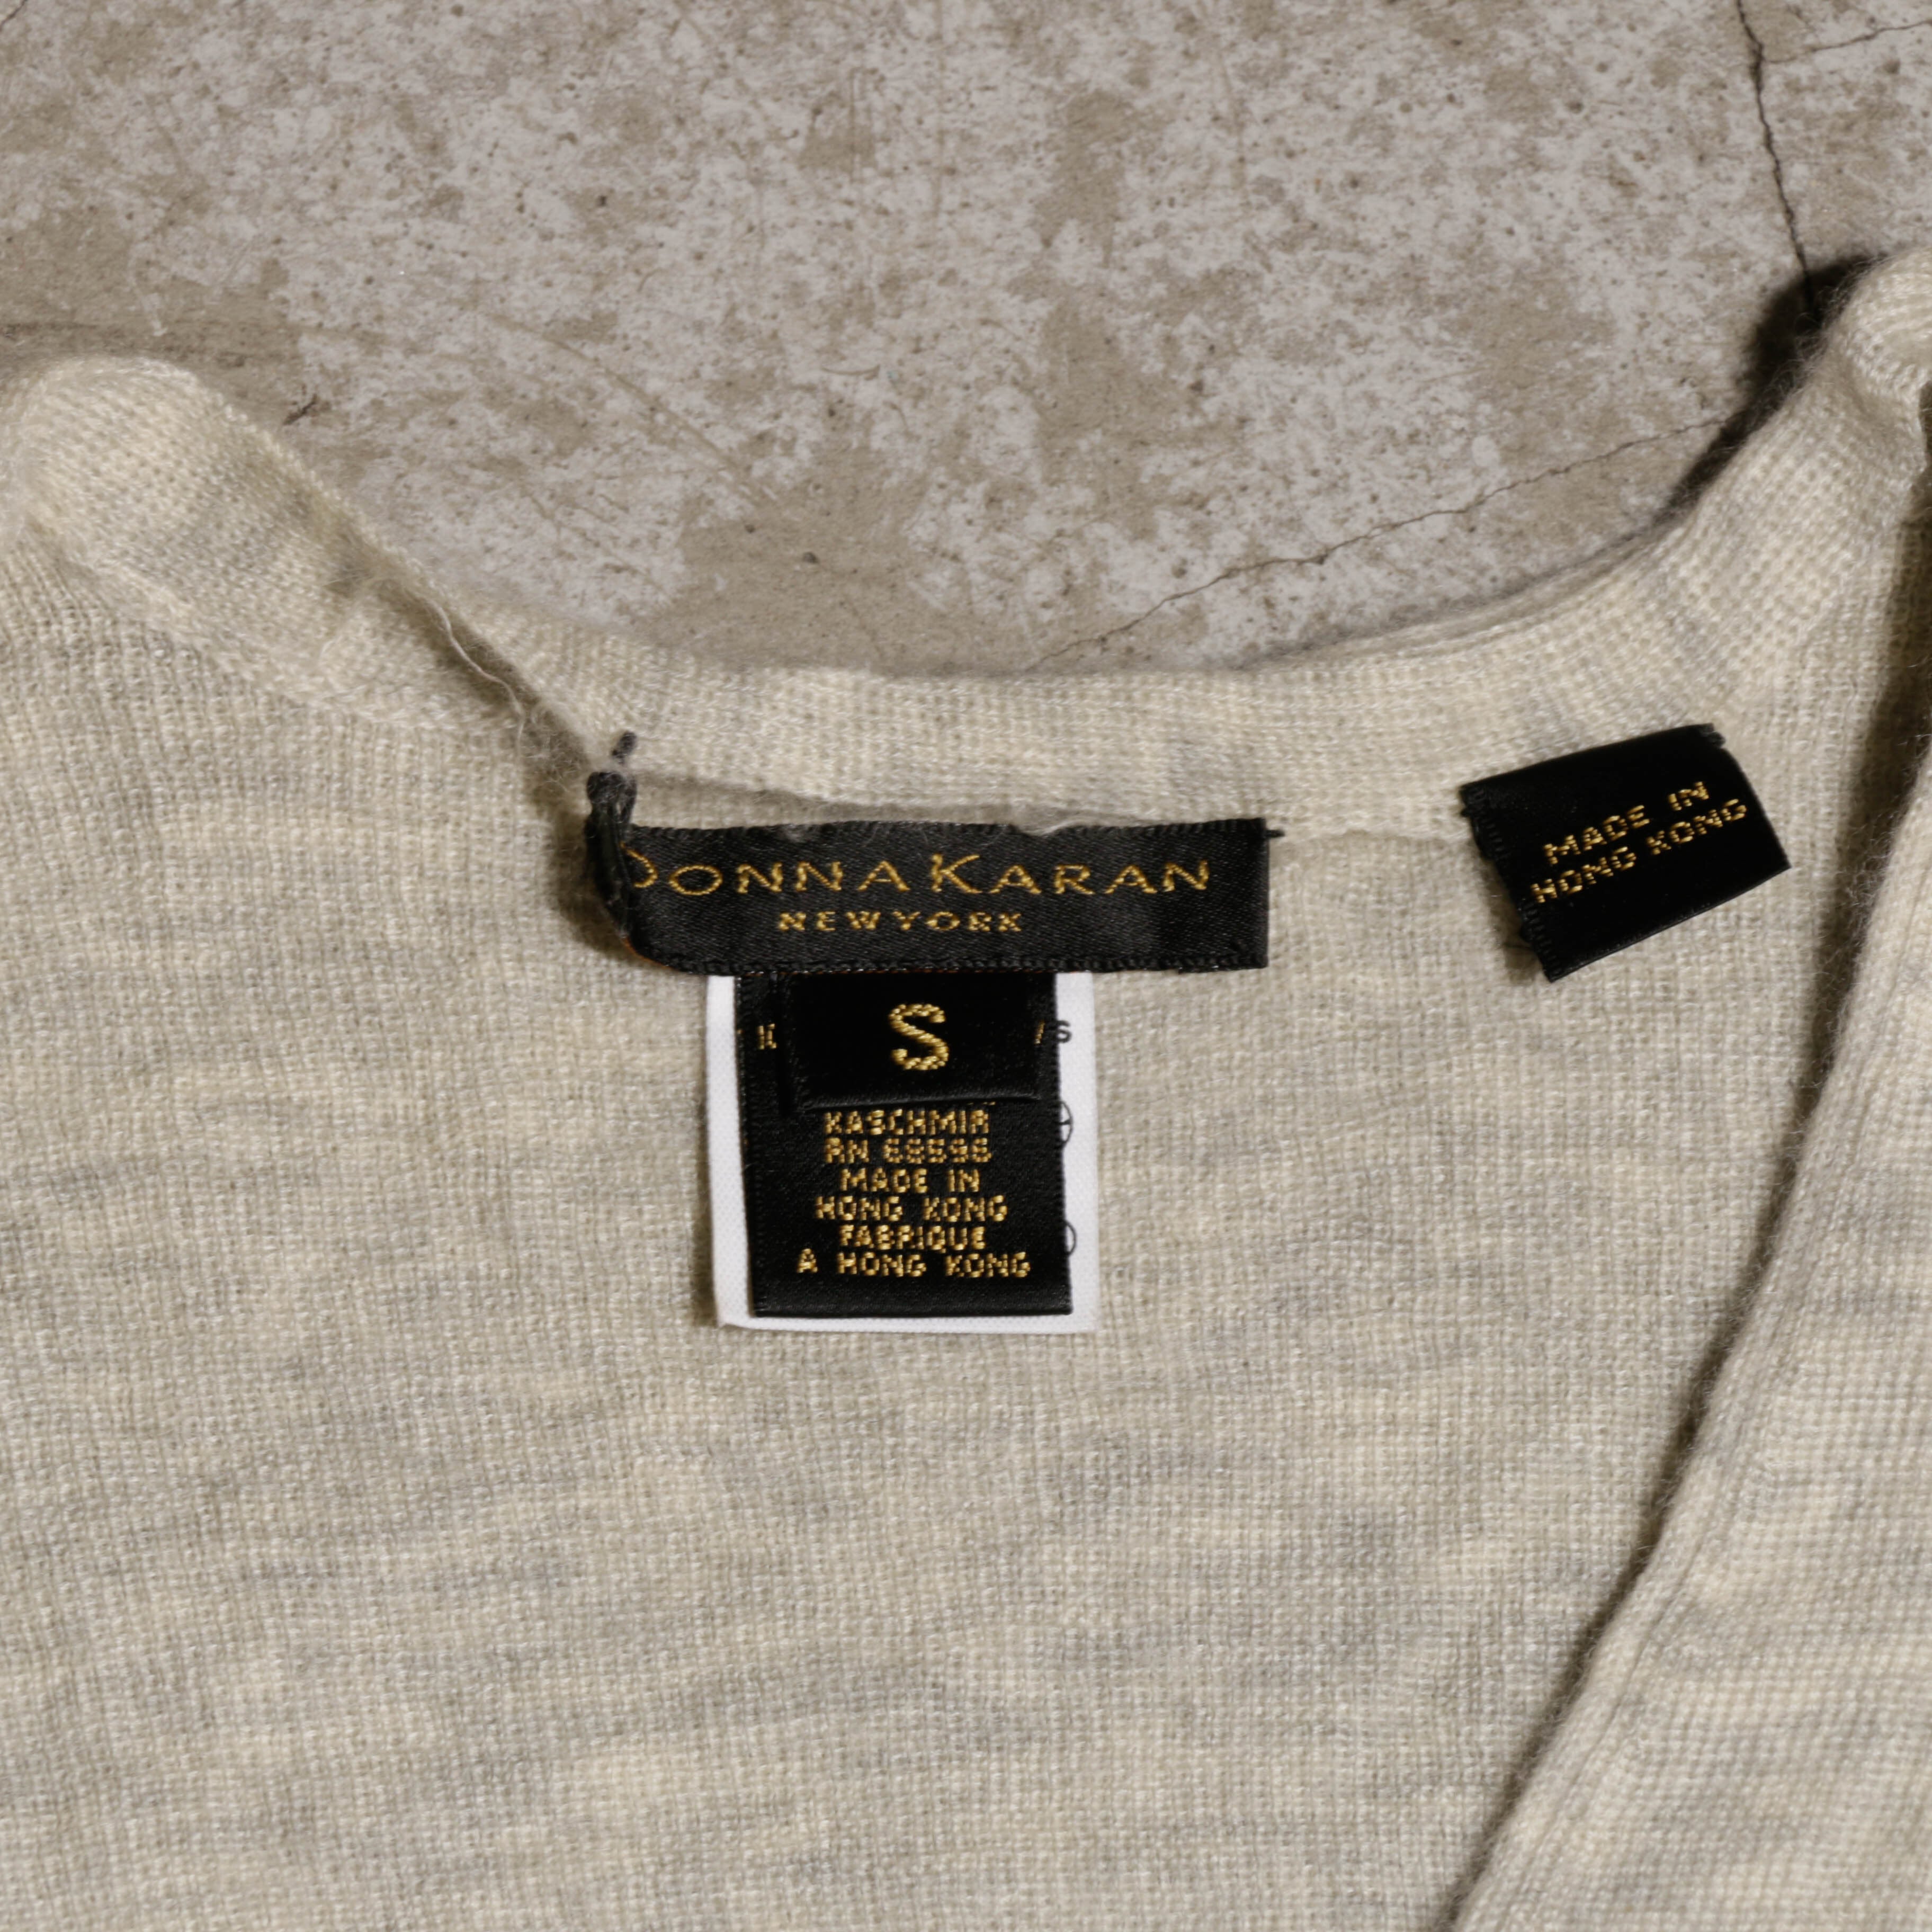 DONNA KARAN
NEW YORK
MADE IN
HONG KONG
S
KASCHMIR
RN 68596
MADE IN
HONG KONG
FABRIQUE
A HONG KONG